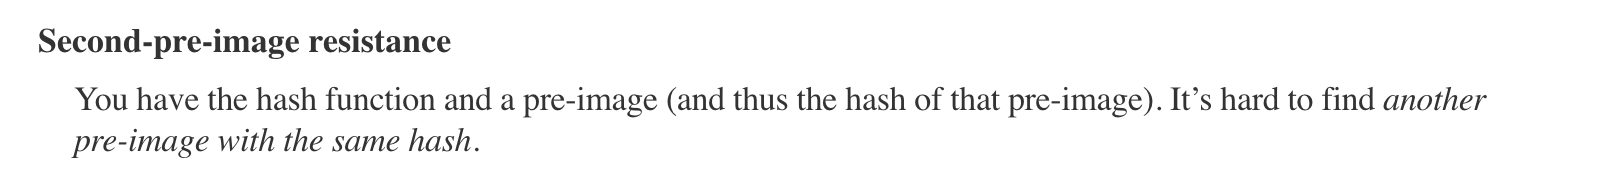 Second-pre-image resistance
You have the hash function and a pre-image (and thus the hash of that pre-image). It’s hard to find another
pre-image with the same hash.